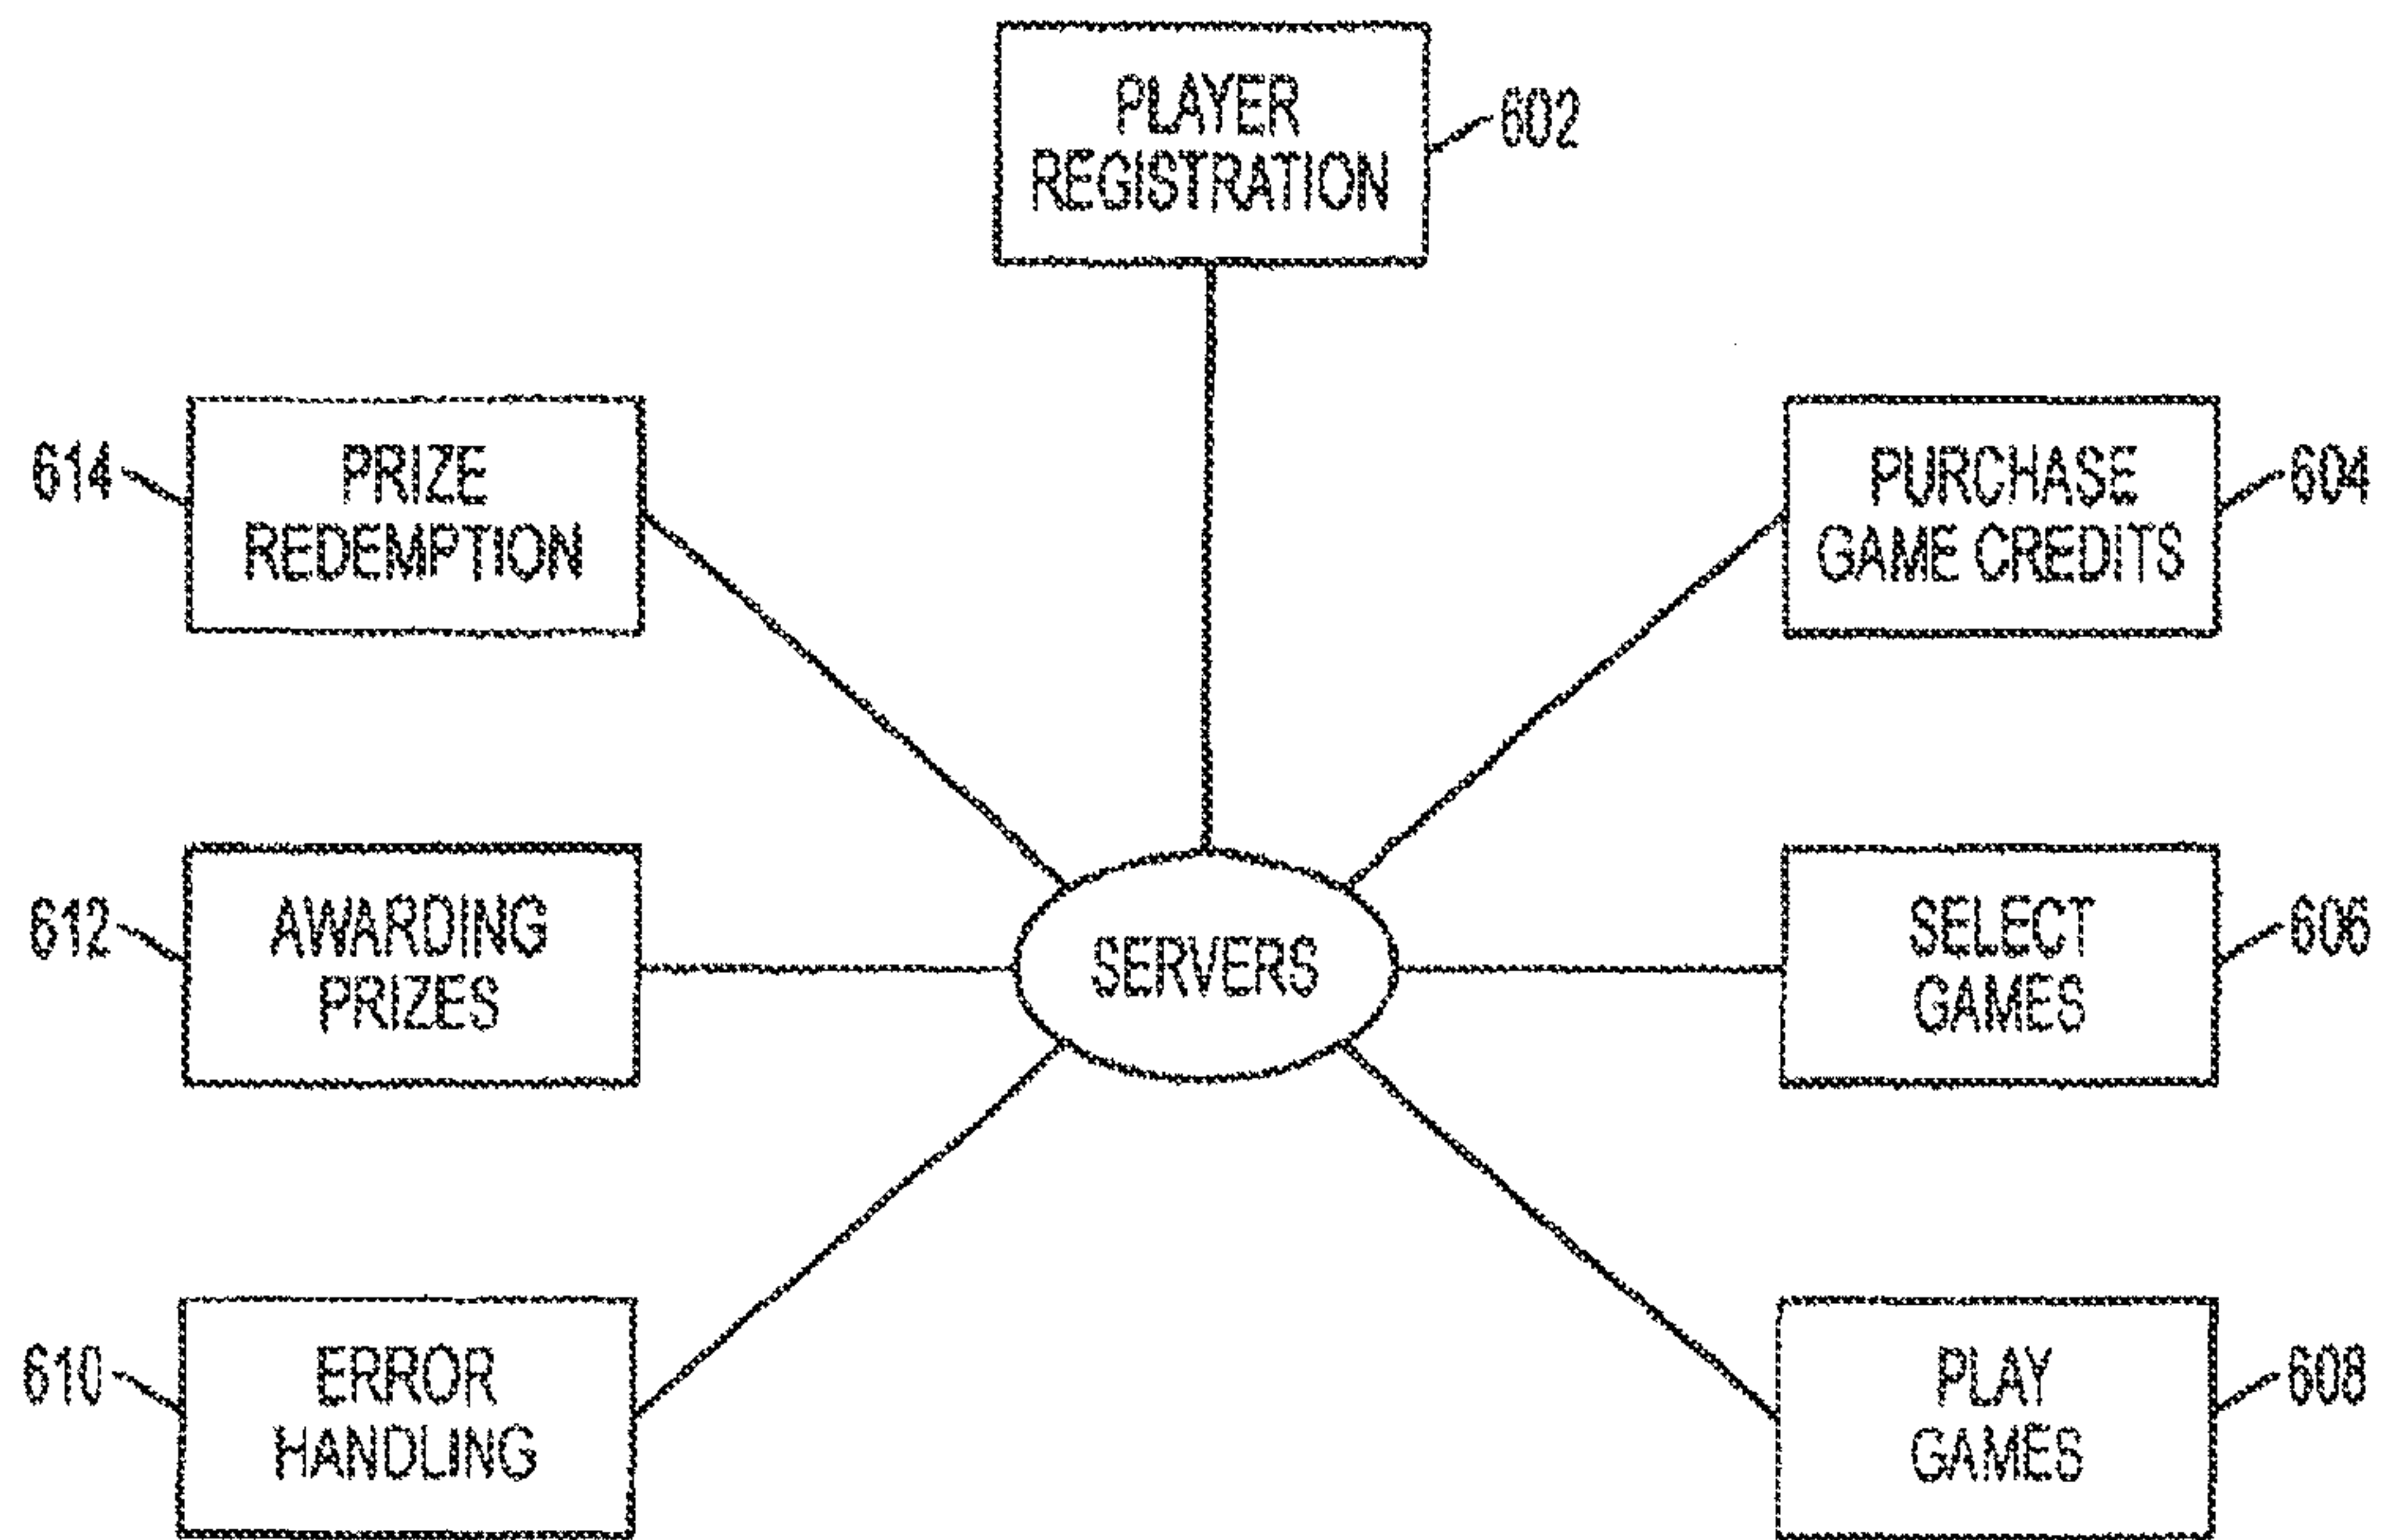 PLAYER
REGISTRATION
602
PRIZE
REDEMPTION
614
PURCHASE
GAME CREDITS
604
AWARDING
PRIZES
612
SERVERS
SELECT
GAMES
606
ERROR
HANDLING
610
PLAY
GAMES
608